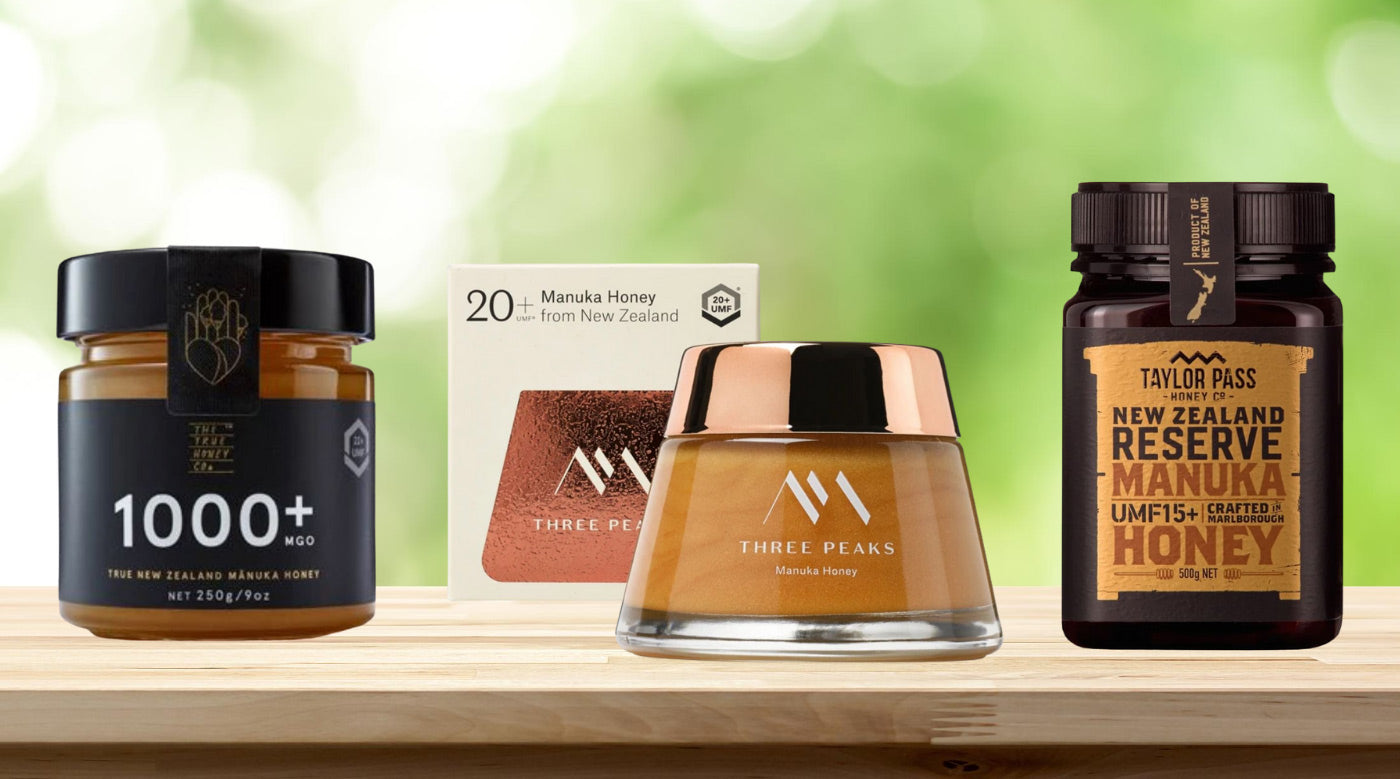 THE
TRUE
HONEY
Co.
22+
UMF
1000+
MGO
TRUE NEW ZEALAND MĀNUKA HONEY
NET 250g/9oz
20+ Manuka Honey
UMF® from New Zealand
20+
UMF
THREE PEA
THREE PEAKS
Manuka Honey
PRODUCT OF
NEW ZEALAND
TAYLOR PASS
- HONEY Co -
NEW ZEALAND
RESERVE
MANUKA
UMF15+ | CRAFTED IN
MARLBOROUGH
HONEY
500g NET